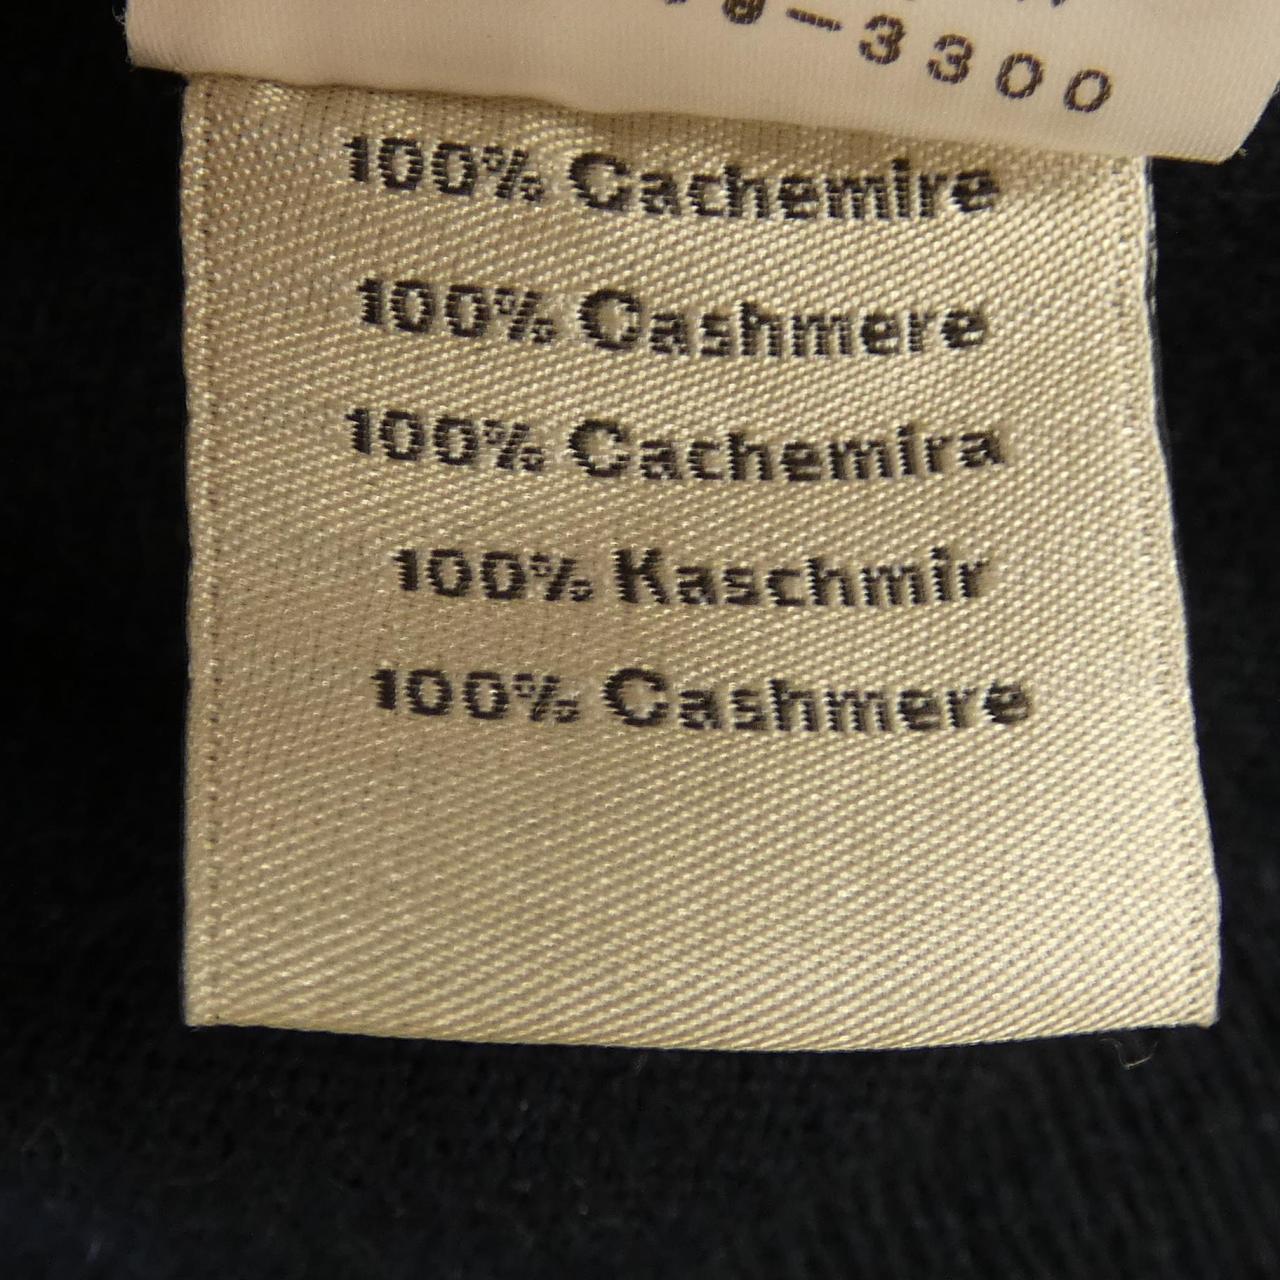 -3300
100% Cachemire
100% Cashmere
100% Cachemira
100% Kaschmir
100% Cashmere